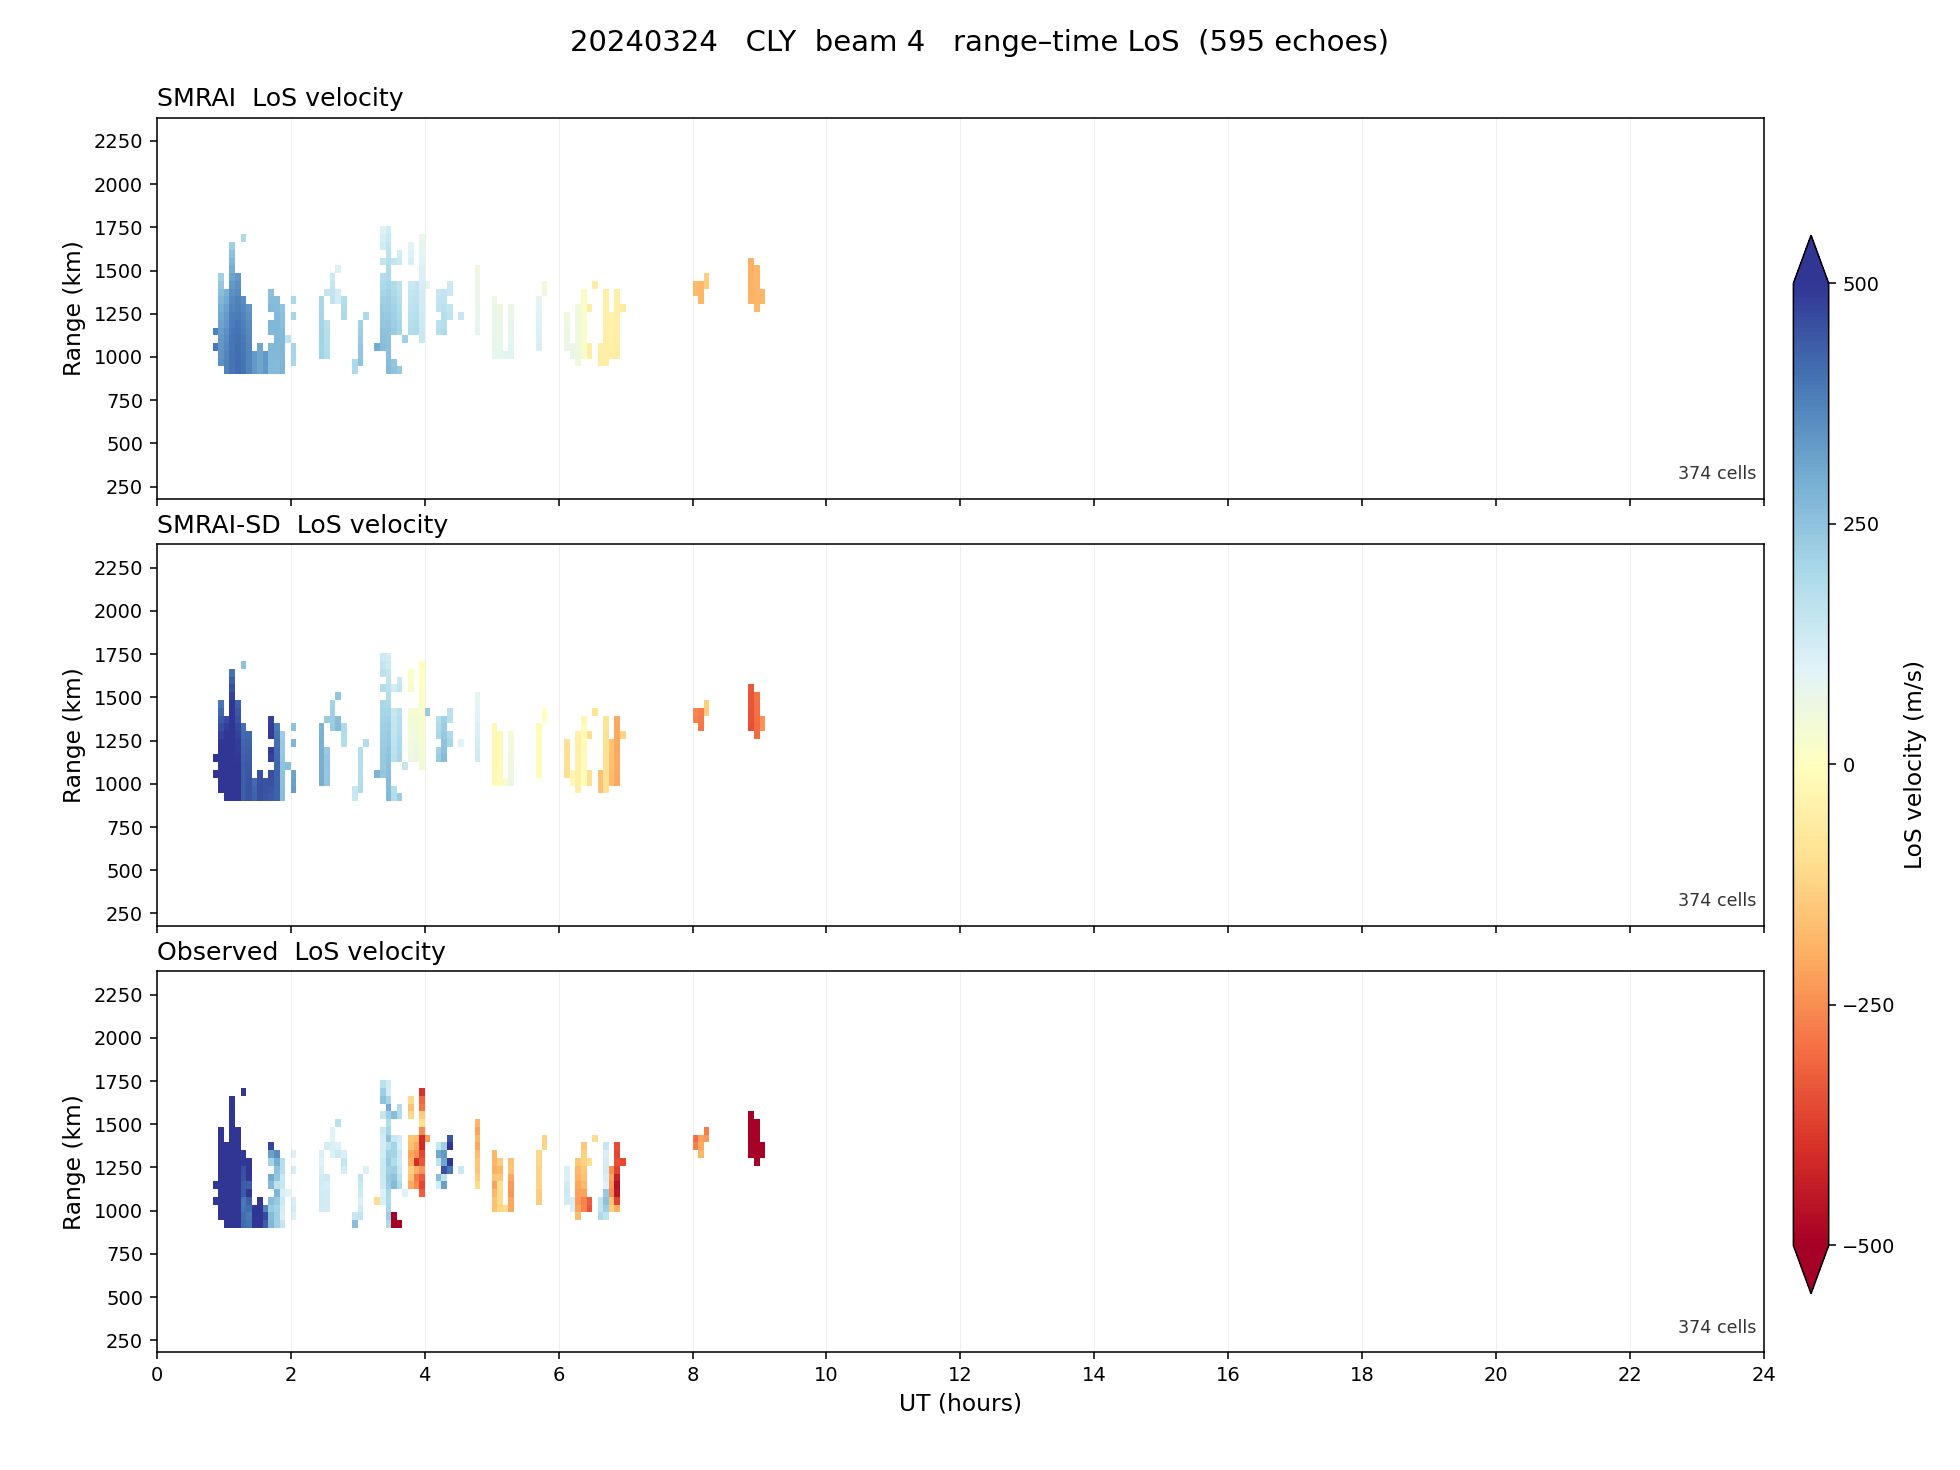 20240324   CLY  beam 4   range–time LoS  (595 echoes)
SMRAI  LoS velocity
2250
2000
1750
1500
1250
1000
750
500
250
Range (km)
374 cells
SMRAI-SD  LoS velocity
2250
2000
1750
1500
1250
1000
750
500
250
Range (km)
374 cells
Observed  LoS velocity
2250
2000
1750
1500
1250
1000
750
500
250
Range (km)
374 cells
0 2 4 6 8 10 12 14 16 18 20 22 24
UT (hours)
500
250
0
−250
−500
LoS velocity (m/s)